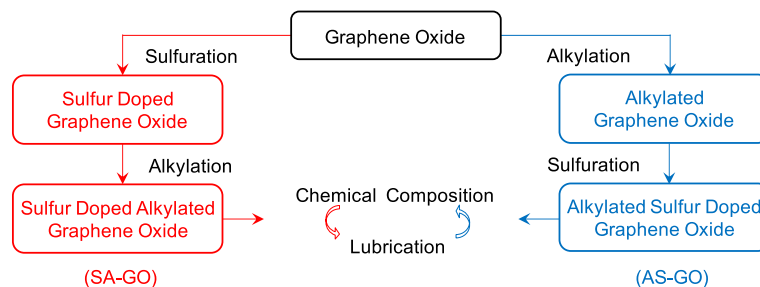 Graphene Oxide
Sulfuration
Alkylation
Sulfur Doped
Graphene Oxide
Alkylated
Graphene Oxide
Alkylation
Sulfuration
Sulfur Doped Alkylated
Graphene Oxide
Chemical Composition
Lubrication
Alkylated Sulfur Doped
Graphene Oxide
(SA-GO)
(AS-GO)